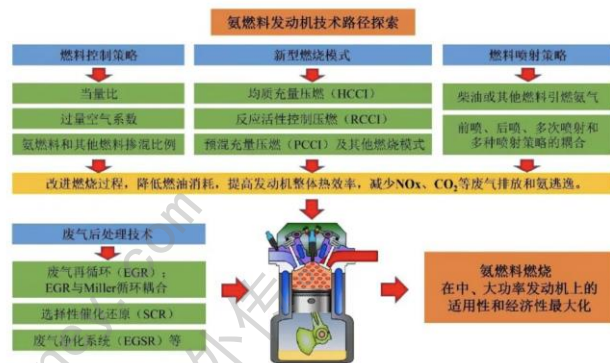 氨燃料发动机技术路径探索
燃料控制策略
当量比
过量空气系数
氨燃料和其他燃料掺混比例
新型燃烧模式
均质充量压燃（HCCI）
反应活性控制压燃（RCCI）
预混充量压燃（PCCI）及其他燃烧模式
燃料喷射策略
柴油或其他燃料引燃氨气
前喷、后喷、多次喷射和
多种喷射策略的耦合
改进燃烧过程，降低燃油消耗，提高发动机整体热效率，减少NOx、CO₂等废气排放和氨逃逸。
废气后处理技术
废气再循环（EGR）；
EGR与Miller循环耦合
选择性催化还原（SCR）
废气净化系统（EGSR）等
氨燃料燃烧
在中、大功率发动机上的
适用性和经济性最大化
外传